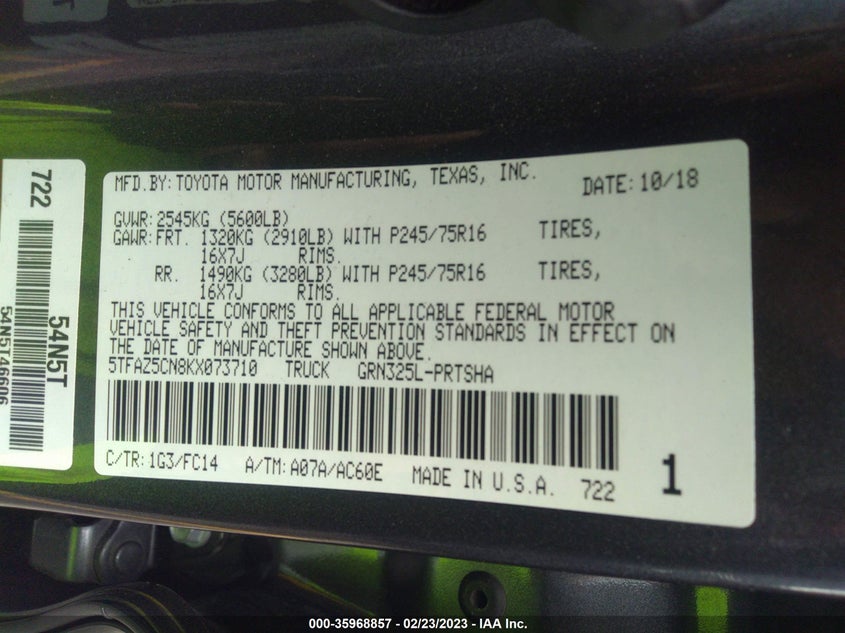 MFD.BY:TOYOTA MOTOR MANUFACTURING, TEXAS, INC. DATE:10/18
GVWR:2545KG (5600LB)
GAWR:FRT. 1320KG (2910LB) WITH P245/75R16 TIRES,
16X7J RIMS.
RR. 1490KG (3280LB) WITH P245/75R16 TIRES,
16X7J RIMS.
THIS VEHICLE CONFORMS TO ALL APPLICABLE FEDERAL MOTOR
VEHICLE SAFETY AND THEFT PREVENTION STANDARDS IN EFFECT ON
THE DATE OF MANUFACTURE SHOWN ABOVE.
5TFAZ5CN8KX073710 TRUCK GRN325L-PRTSHA
C/TR:1G3/FC14 A/TM:A07A/AC60E MADE IN U.S.A. 722 1
722
54N5T
54N5T46606
000-35968857 - 02/23/2023 - IAA Inc.